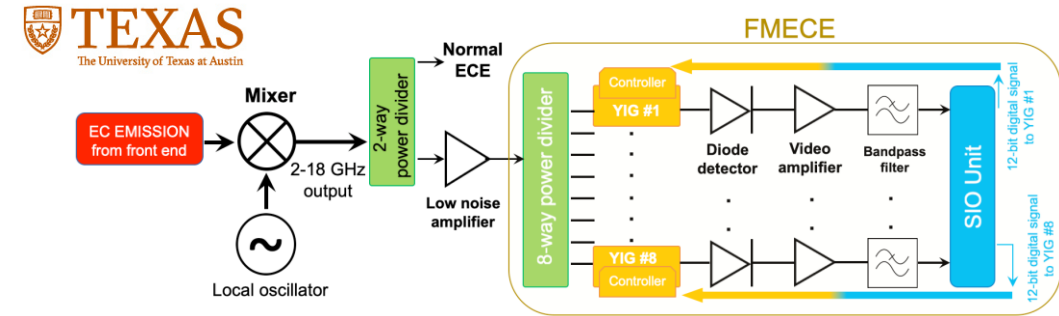 TEXAS
The University of Texas at Austin
FMECE
EC EMISSION
from front end
Mixer
2-18 GHz
output
Local oscillator
2-way
power divider
Normal
ECE
Low noise
amplifier
8-way power divider
Controller
YIG #1
Diode
detector
Video
amplifier
Bandpass
filter
YIG #8
Controller
SIO Unit
12-bit digital signal
to YIG #1
12-bit digital signal
to YIG #8